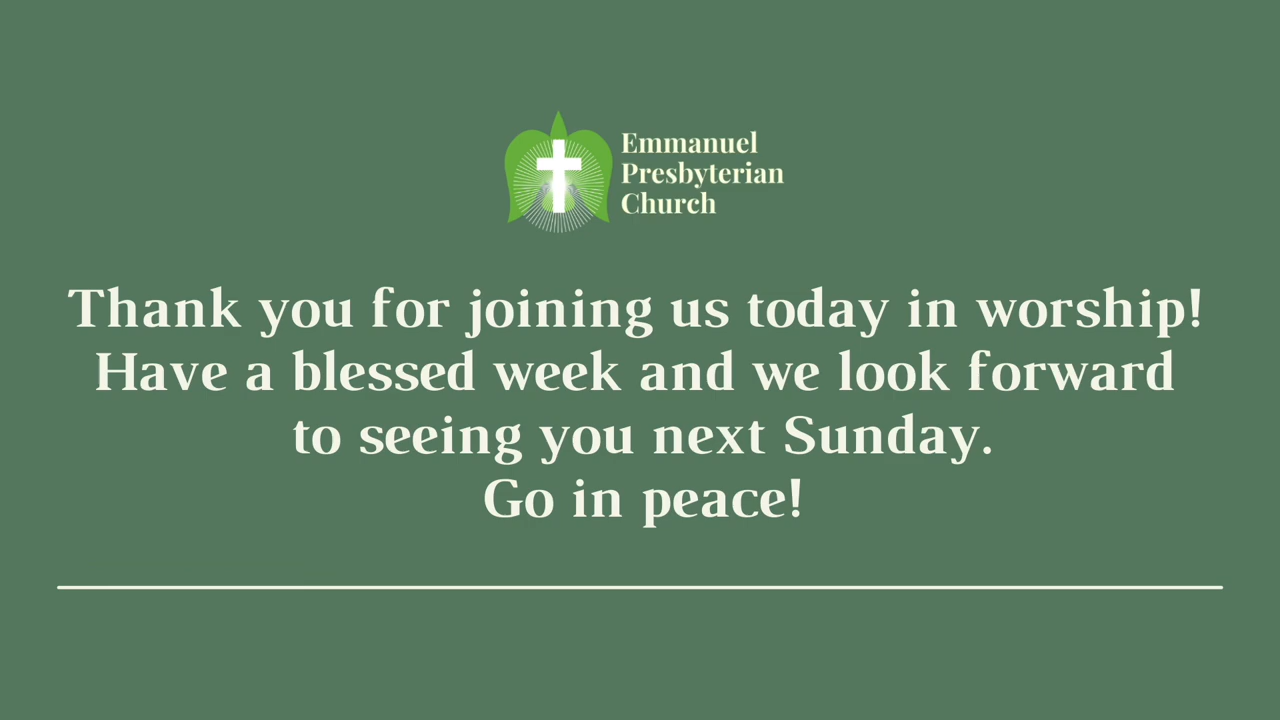 Emmanuel
Presbyterian
Church
Thank you for joining us today in worship!
Have a blessed week and we look forward
to seeing you next Sunday.
Go in peace!